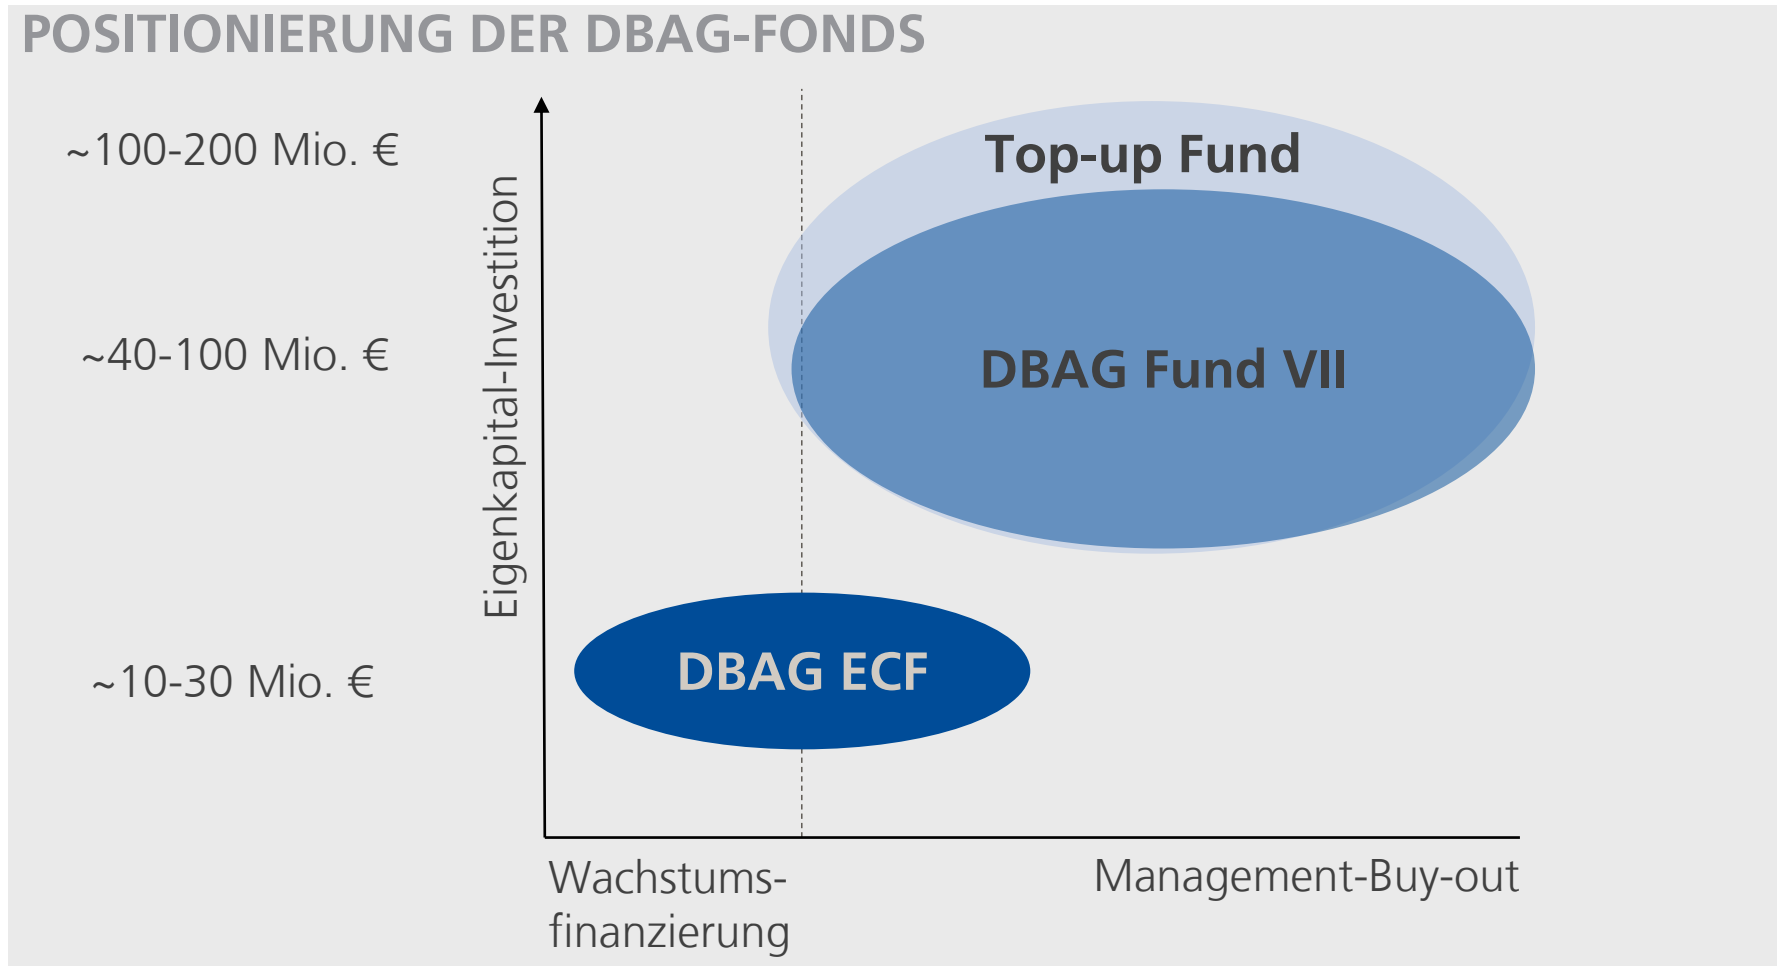 POSITIONIERUNG DER DBAG-FONDS
~100-200 Mio. €
Top-up Fund
Eigenkapital-Investition
~40-100 Mio. €
DBAG Fund VII
~10-30 Mio. €
DBAG ECF
Wachstums-
finanzierung
Management-Buy-out